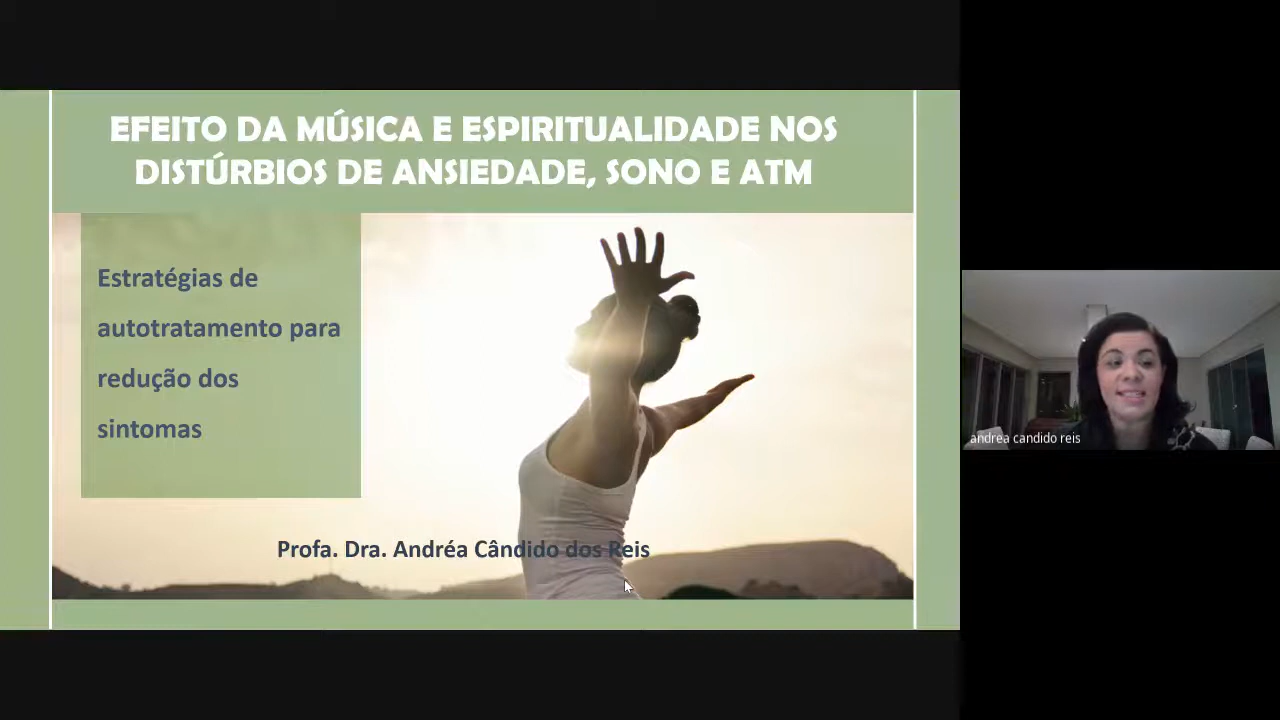 EFEITO DA MÚSICA E ESPIRITUALIDADE NOS
DISTÚRBIOS DE ANSIEDADE, SONO E ATM
Estratégias de
autotratamento para
redução dos
sintomas
Profa. Dra. Andréa Cândido dos Reis
andrea candido reis